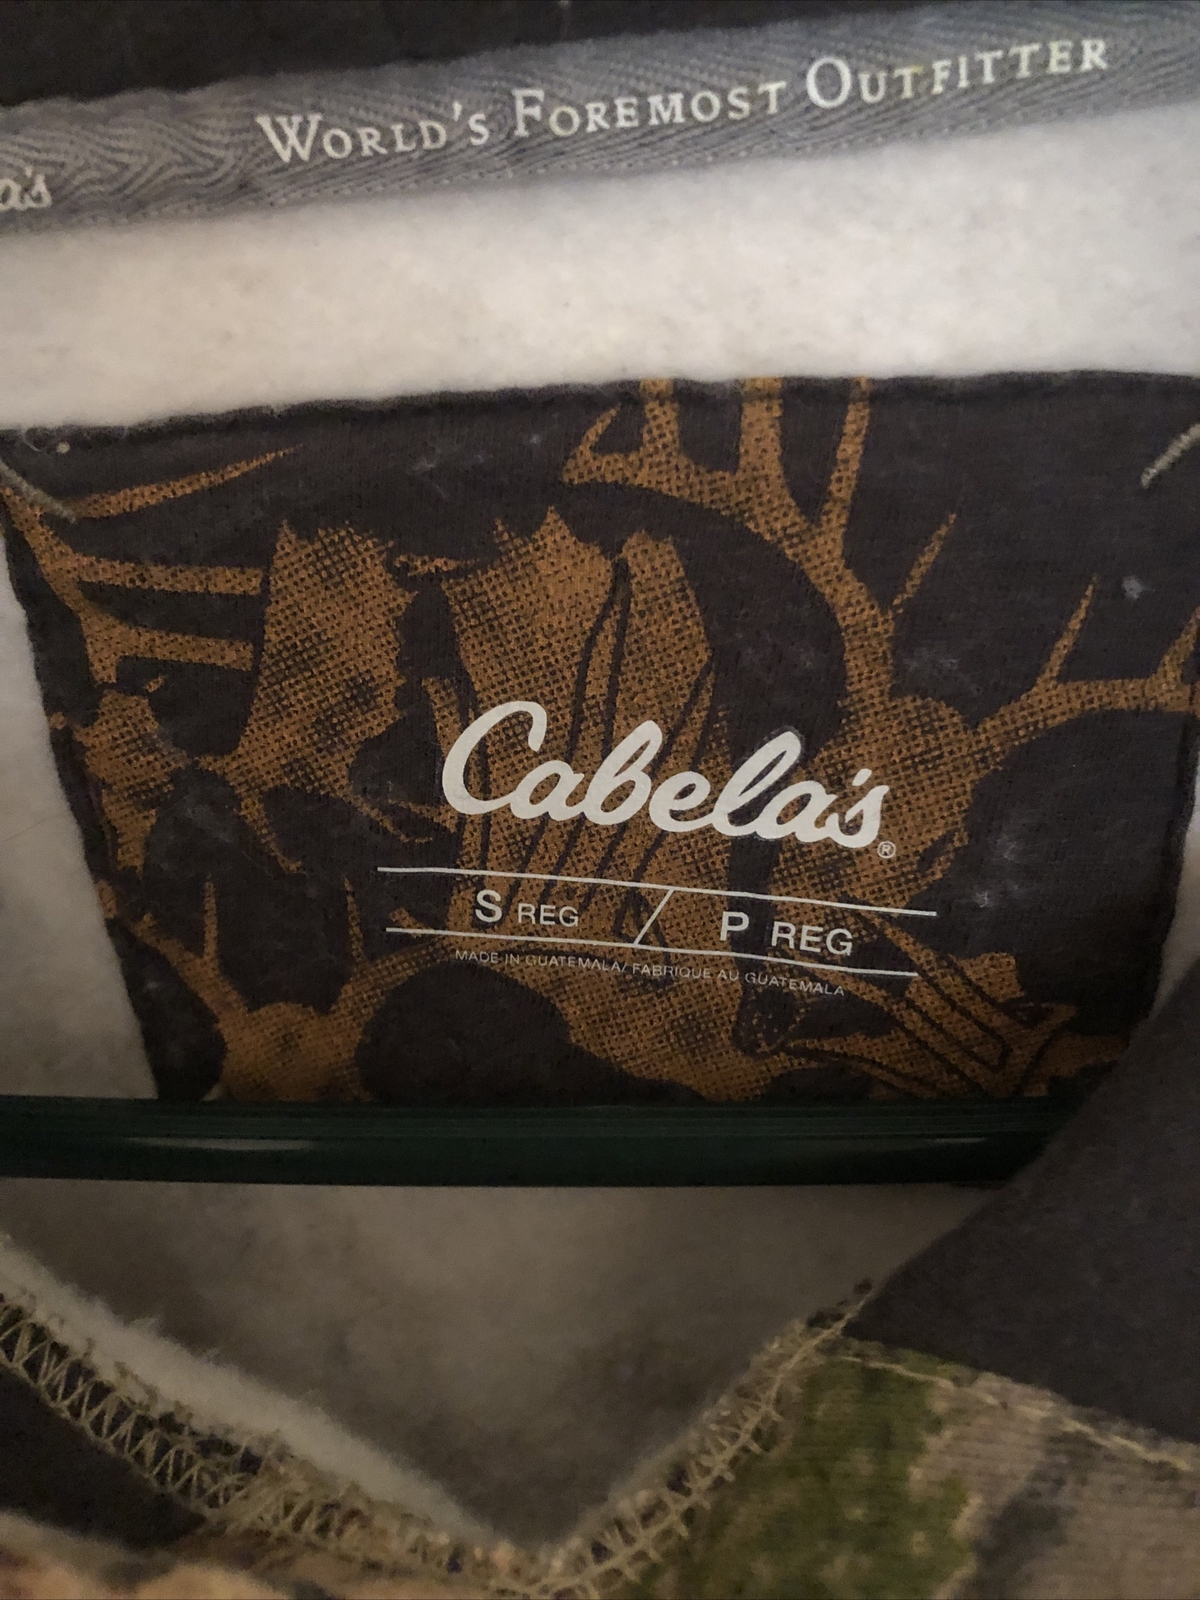 a's World's Foremost Outfitter
Cabela's®
S REG / P REG
MADE IN GUATEMALA/ FABRIQUE AU GUATEMALA